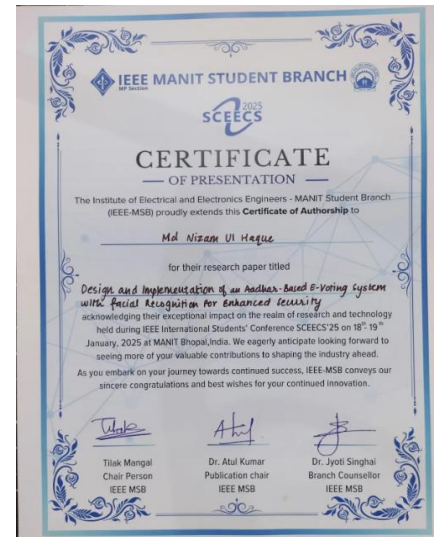 IEEE MANIT STUDENT BRANCH
MP Section
2025
SCEECS
CERTIFICATE
OF PRESENTATION
The Institute of Electrical and Electronics Engineers - MANIT Student Branch
(IEEE-MSB) proudly extends this Certificate of Authorship to
Md Nizam Ul Haque
for their research paper titled
Design and Implementation of an Aadhar-Based E-Voting System
with Facial Recognition For Enhanced Security
acknowledging their exceptional impact on the realm of research and technology
held during IEEE International Students' Conference SCEECS'25 on 18th- 19th
January, 2025 at MANIT Bhopal,India. We eagerly anticipate looking forward to
seeing more of your valuable contributions to shaping the industry ahead.
As you embark on your journey towards continued success, IEEE-MSB conveys our
sincere congratulations and best wishes for your continued innovation.
Tilak Mangal
Chair Person
IEEE MSB
Dr. Atul Kumar
Publication chair
IEEE MSB
Dr. Jyoti Singhai
Branch Counsellor
IEEE MSB